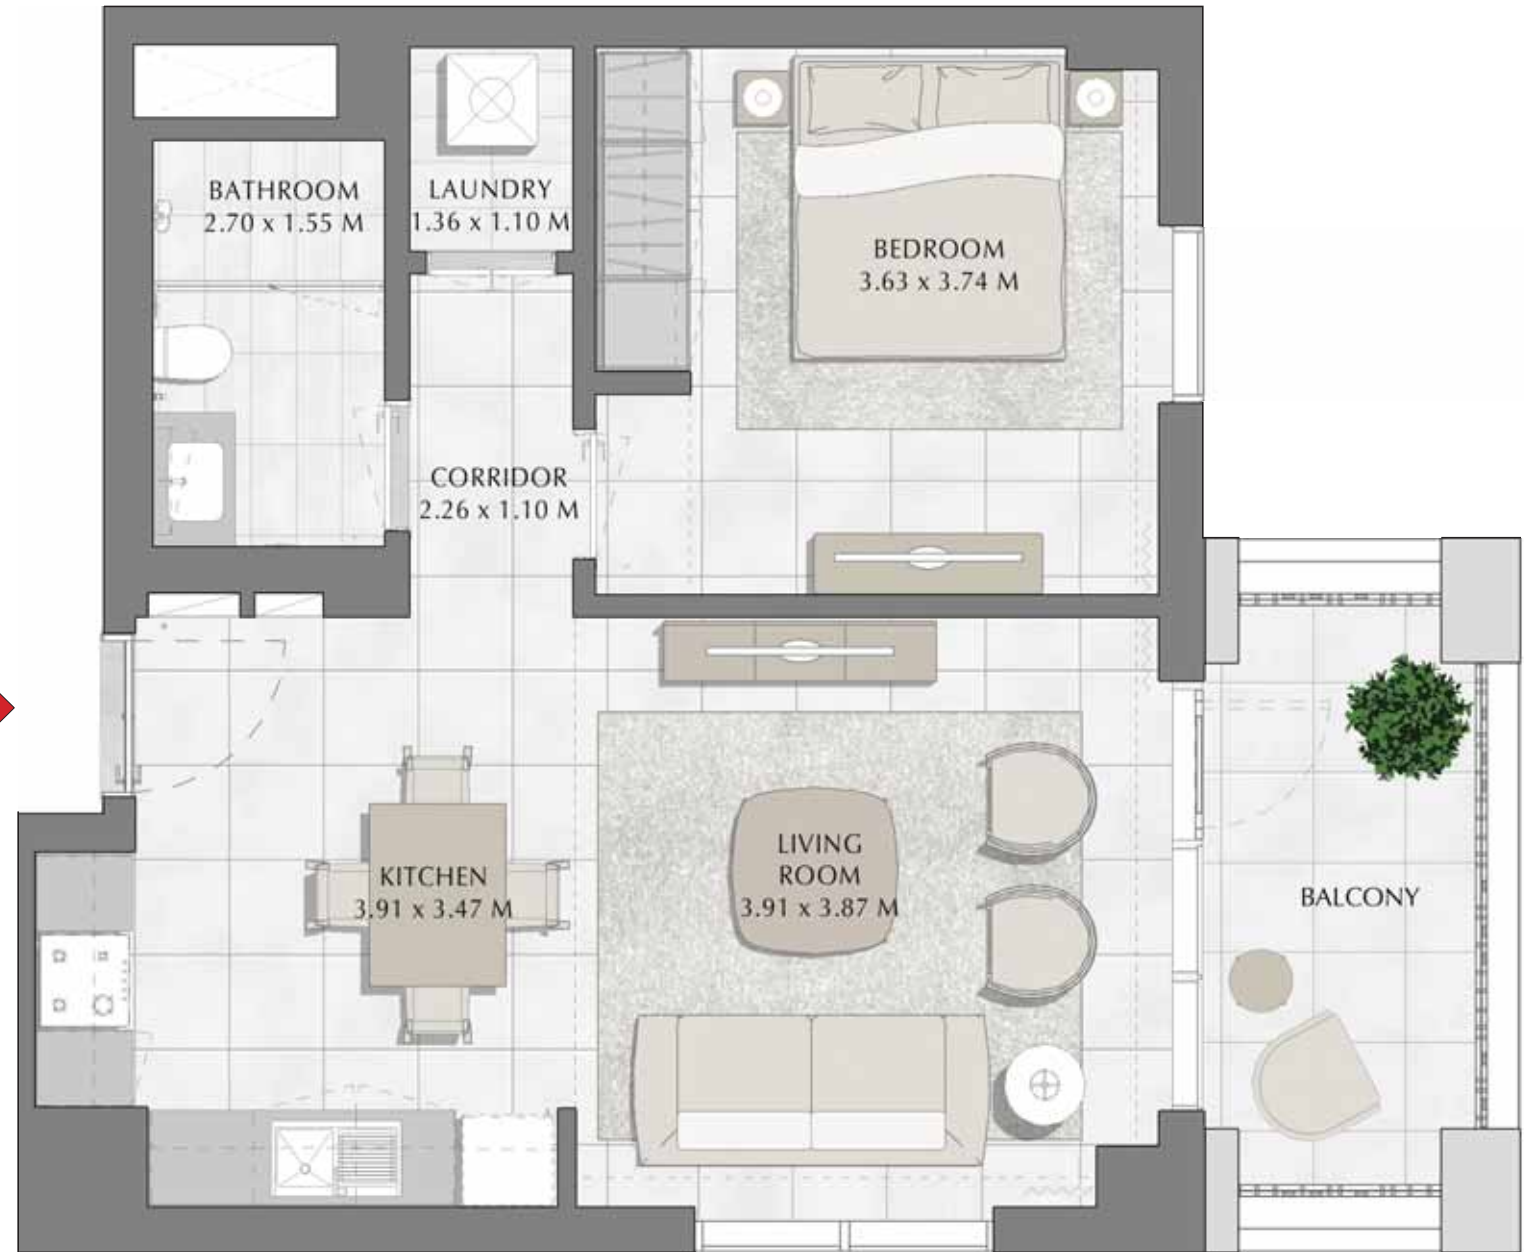 BATHROOM
2.70 x 1.55 M
LAUNDRY
1.36 x 1.10 M
BEDROOM
3.63 x 3.74 M
CORRIDOR
2.26 x 1.10 M
KITCHEN
3.91 x 3.47 M
LIVING
ROOM
3.91 x 3.87 M
BALCONY